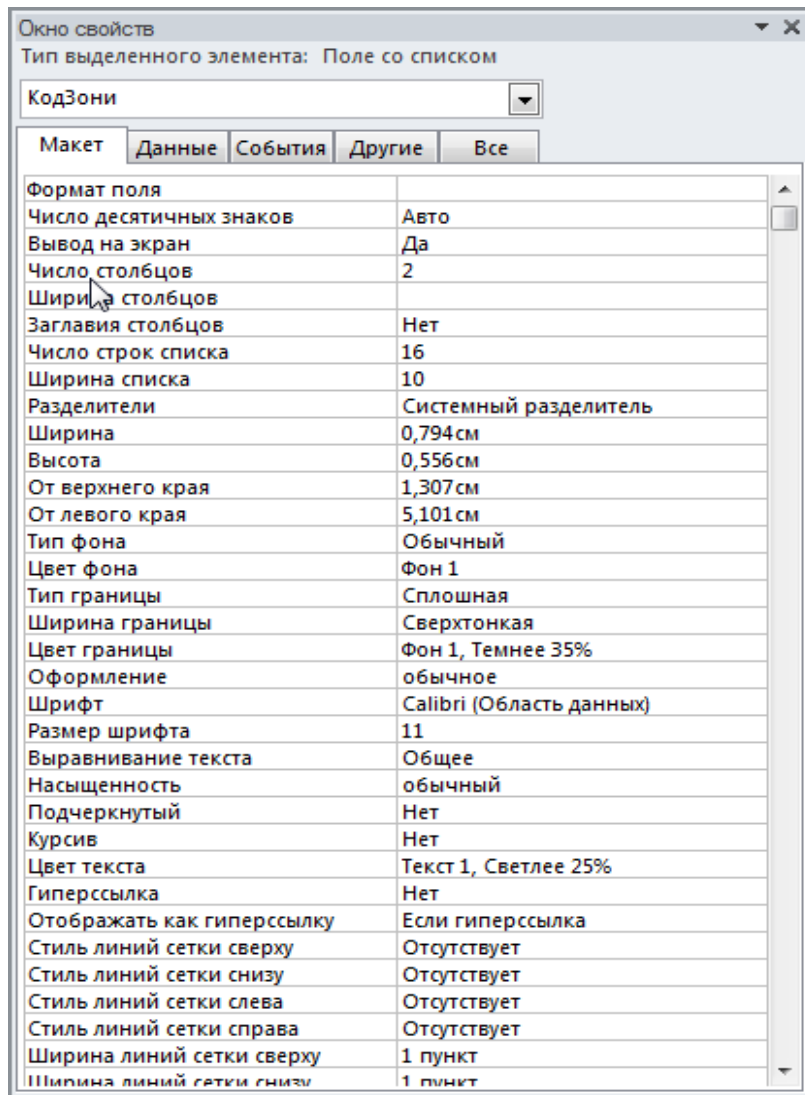 Окно свойств
Тип выделенного элемента: Поле со списком
КодЗони
Макет Данные События Другие Все
Формат поля
Число десятичных знаков Авто
Вывод на экран Да
Число столбцов 2
Ширина столбцов
Заглавия столбцов Нет
Число строк списка 16
Ширина списка 10
Разделители Системный разделитель
Ширина 0,794см
Высота 0,556см
От верхнего края 1,307см
От левого края 5,101см
Тип фона Обычный
Цвет фона Фон 1
Тип границы Сплошная
Ширина границы Сверхтонкая
Цвет границы Фон 1, Темнее 35%
Оформление обычное
Шрифт Calibri (Область данных)
Размер шрифта 11
Выравнивание текста Общее
Насыщенность обычный
Подчеркнутый Нет
Курсив Нет
Цвет текста Текст 1, Светлее 25%
Гиперссылка Нет
Отображать как гиперссылку Если гиперссылка
Стиль линий сетки сверху Отсутствует
Стиль линий сетки снизу Отсутствует
Стиль линий сетки слева Отсутствует
Стиль линий сетки справа Отсутствует
Ширина линий сетки сверху 1 пункт
Ширина линий сетки снизу 1 пункт